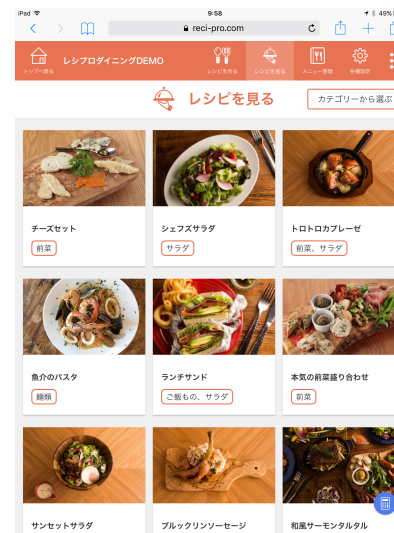 iPad 9:58 49%
reci-pro.com
レシプロダイニングDEMO
トップへ戻る レシピを作る レシピを見る メニュー管理 各種設定
レシピを見る カテゴリーから選ぶ
チーズセット シェフズサラダ トロトロカプレーゼ
前菜 サラダ 前菜、サラダ
魚介のパスタ ランチサンド 本気の前菜盛り合わせ
麺類 ご飯もの、サラダ 前菜
サンセットサラダ ブルックリンソーセージ 和風サーモンタルタル